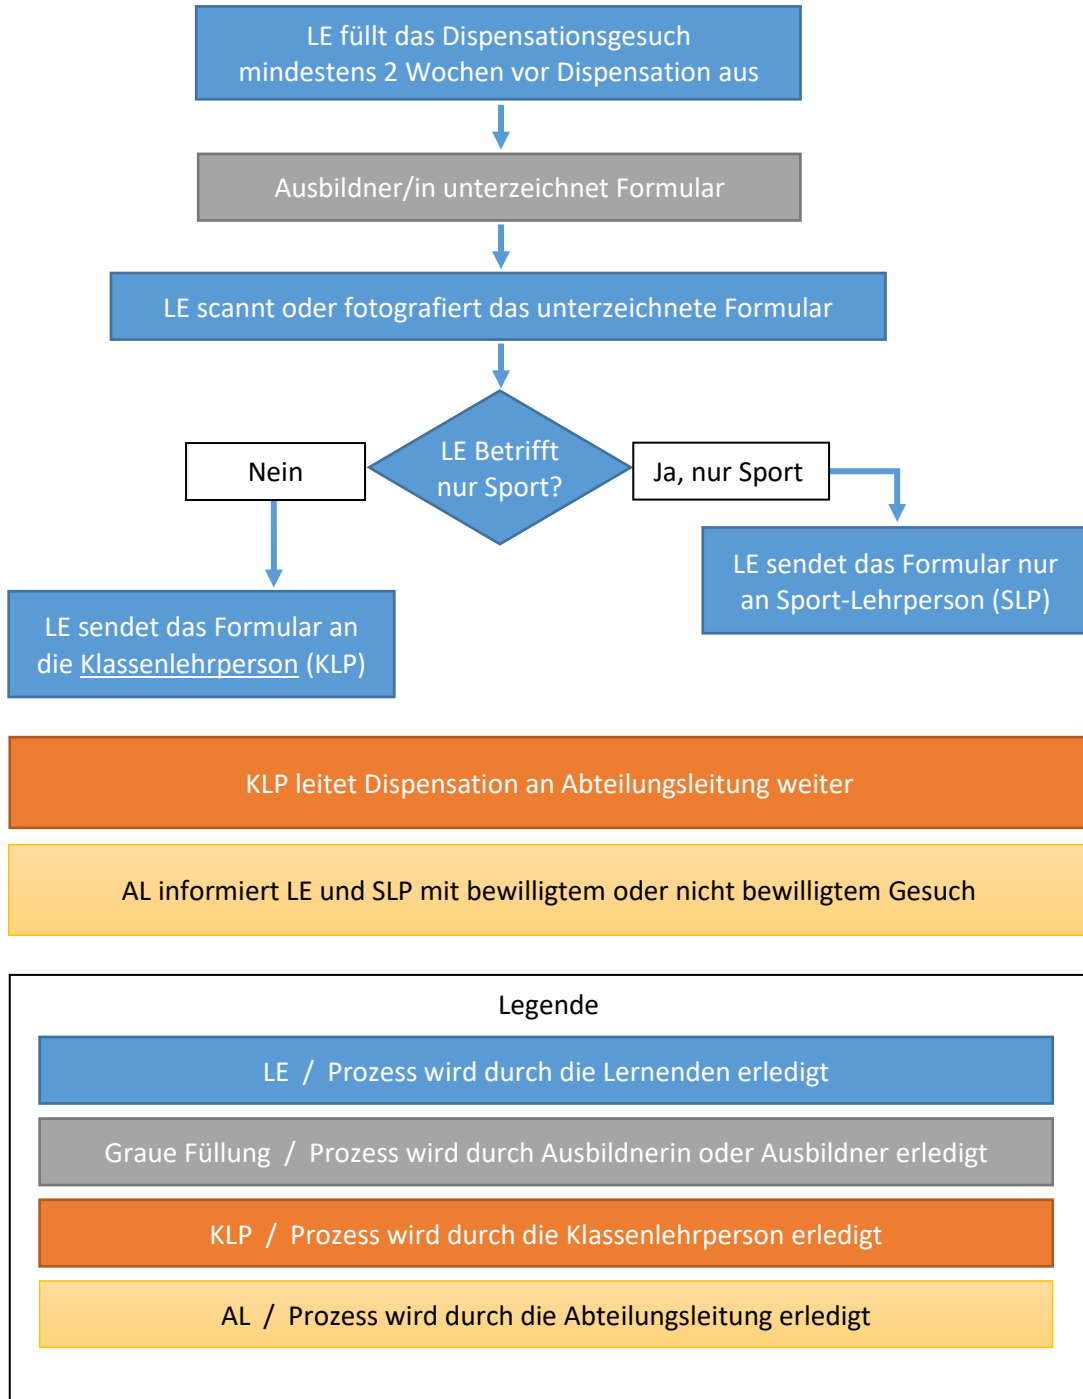 LE füllt das Dispensationsgesuch
mindestens 2 Wochen vor Dispensation aus
Ausbildner/in unterzeichnet Formular
LE scannt oder fotografiert das unterzeichnete Formular
LE Betrifft
nur Sport?
Nein
Ja, nur Sport
LE sendet das Formular nur
an Sport-Lehrperson (SLP)
LE sendet das Formular an
die Klassenlehrperson (KLP)
KLP leitet Dispensation an Abteilungsleitung weiter
AL informiert LE und SLP mit bewilligtem oder nicht bewilligtem Gesuch
Legende
LE / Prozess wird durch die Lernenden erledigt
Graue Füllung / Prozess wird durch Ausbildnerin oder Ausbildner erledigt
KLP / Prozess wird durch die Klassenlehrperson erledigt
AL / Prozess wird durch die Abteilungsleitung erledigt